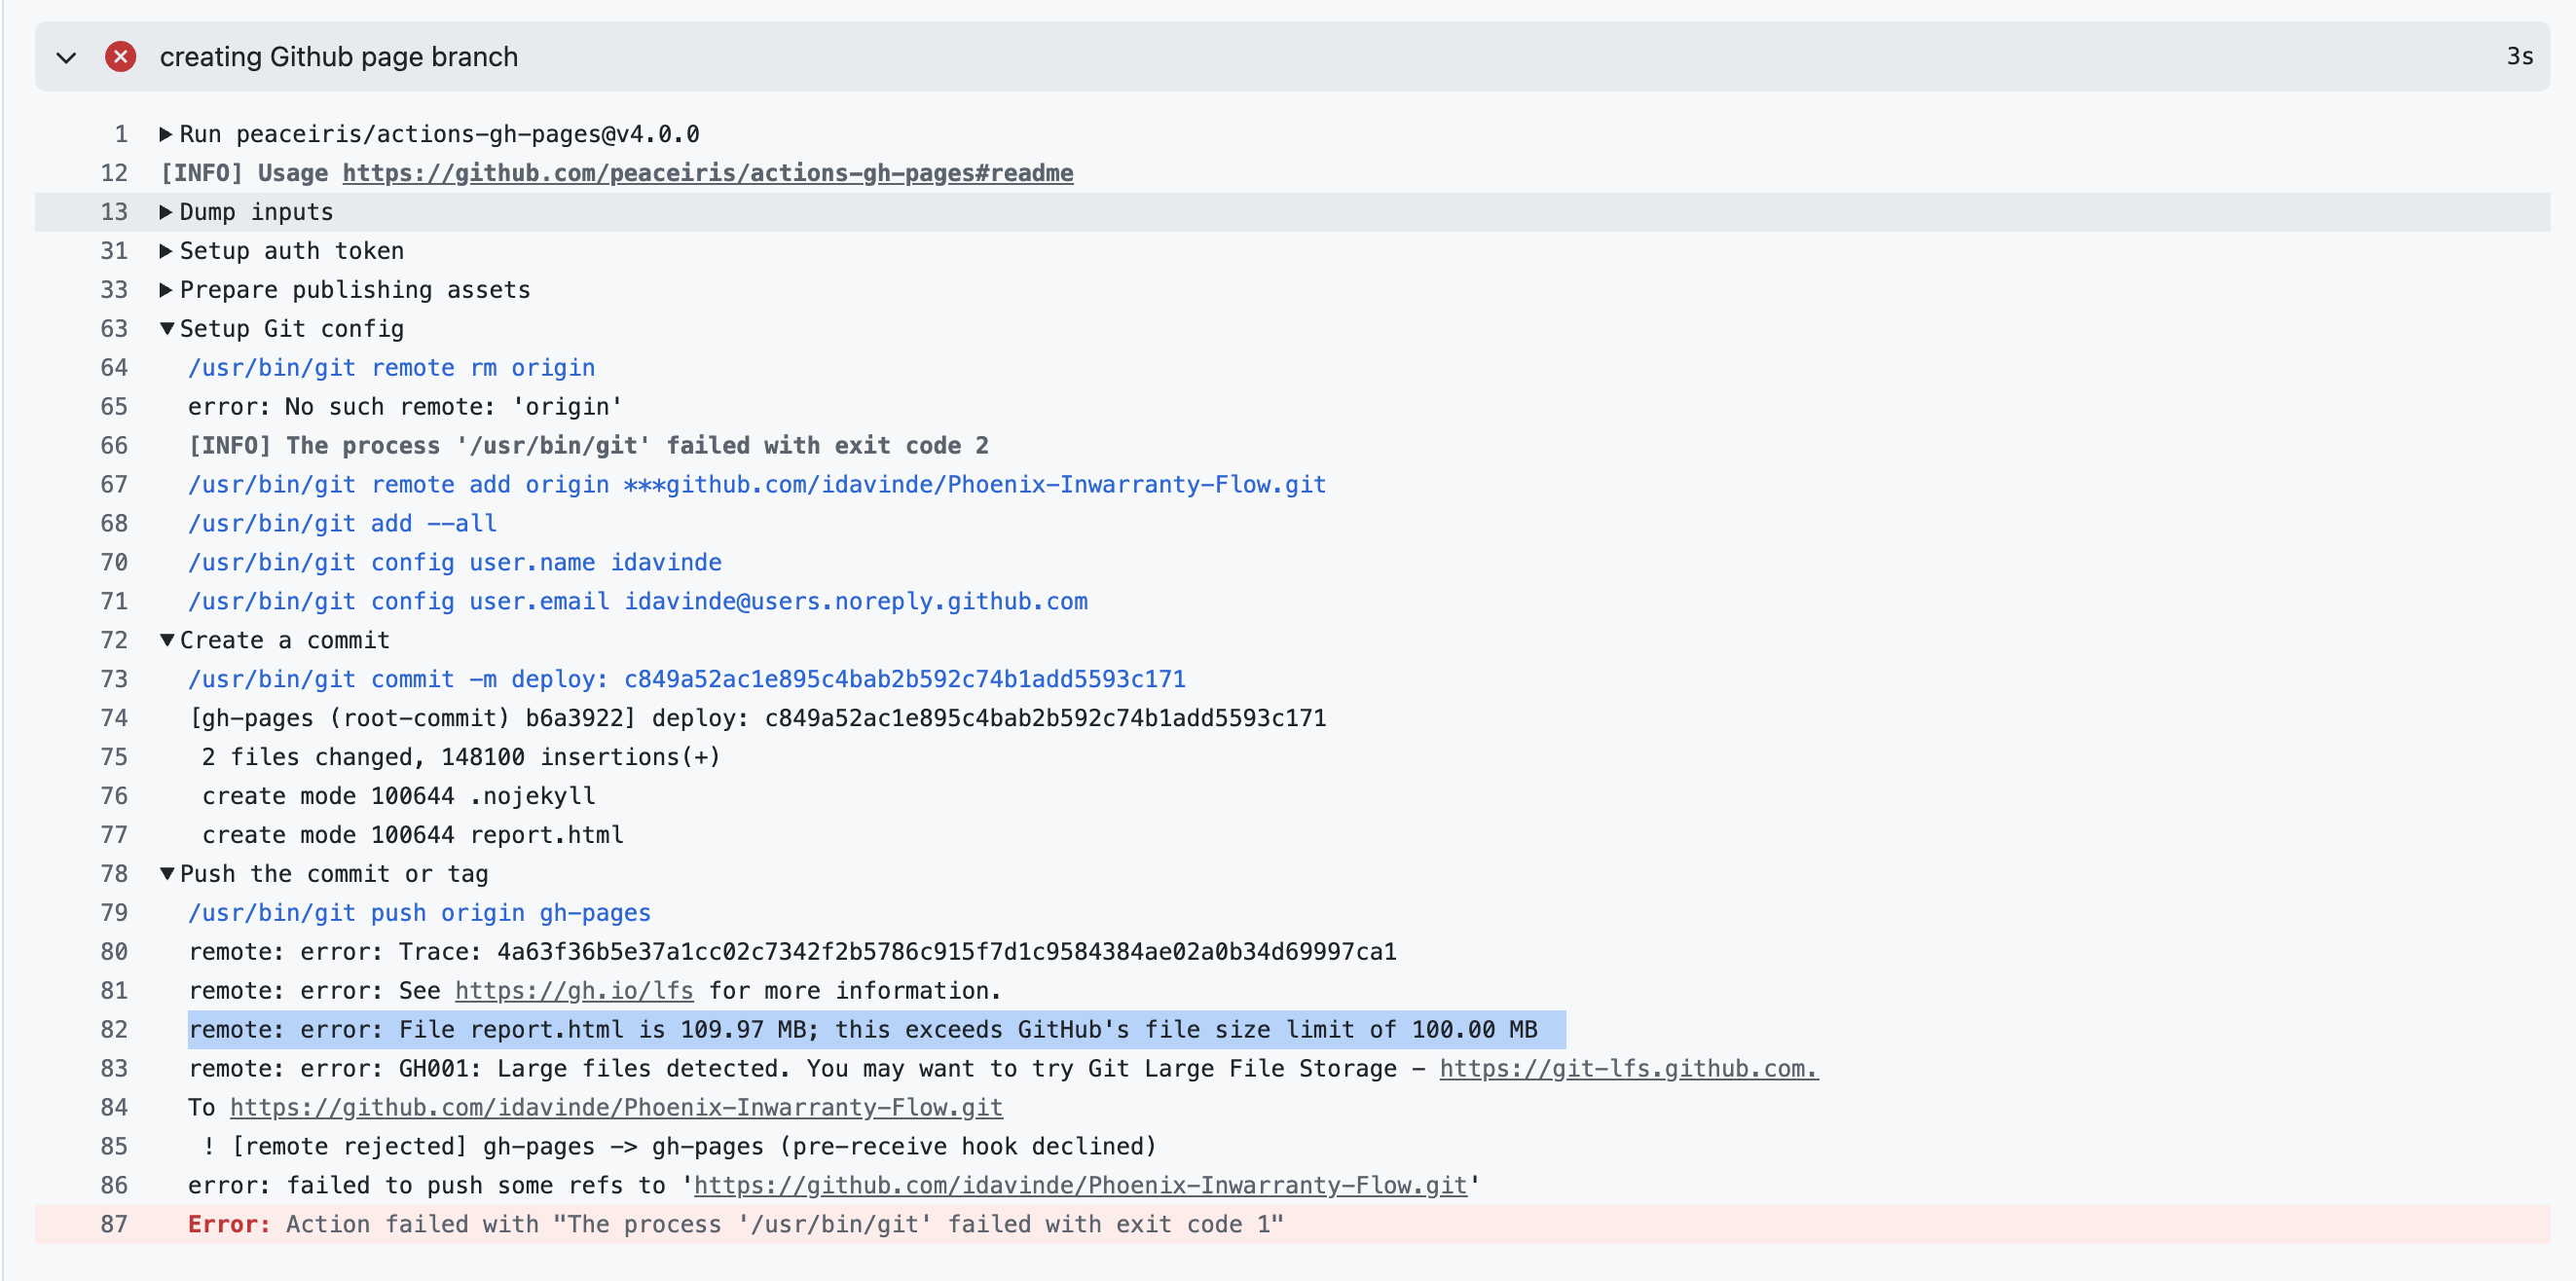 creating Github page branch 3s
1 Run peaceiris/actions-gh-pages@v4.0.0
12 [INFO] Usage https://github.com/peaceiris/actions-gh-pages#readme
13 Dump inputs
31 Setup auth token
33 Prepare publishing assets
63 Setup Git config
64 /usr/bin/git remote rm origin
65 error: No such remote: 'origin'
66 [INFO] The process '/usr/bin/git' failed with exit code 2
67 /usr/bin/git remote add origin ***github.com/idavinde/Phoenix-Inwarranty-Flow.git
68 /usr/bin/git add --all
70 /usr/bin/git config user.name idavinde
71 /usr/bin/git config user.email idavinde@users.noreply.github.com
72 Create a commit
73 /usr/bin/git commit -m deploy: c849a52ac1e895c4bab2b592c74b1add5593c171
74 [gh-pages (root-commit) b6a3922] deploy: c849a52ac1e895c4bab2b592c74b1add5593c171
75 2 files changed, 148100 insertions(+)
76 create mode 100644 .nojekyll
77 create mode 100644 report.html
78 Push the commit or tag
79 /usr/bin/git push origin gh-pages
80 remote: error: Trace: 4a63f36b5e37a1cc02c7342f2b5786c915f7d1c9584384ae02a0b34d69997ca1
81 remote: error: See https://gh.io/lfs for more information.
82 remote: error: File report.html is 109.97 MB; this exceeds GitHub's file size limit of 100.00 MB
83 remote: error: GH001: Large files detected. You may want to try Git Large File Storage - https://git-lfs.github.com.
84 To https://github.com/idavinde/Phoenix-Inwarranty-Flow.git
85 ! [remote rejected] gh-pages -> gh-pages (pre-receive hook declined)
86 error: failed to push some refs to 'https://github.com/idavinde/Phoenix-Inwarranty-Flow.git'
87 Error: Action failed with "The process '/usr/bin/git' failed with exit code 1"